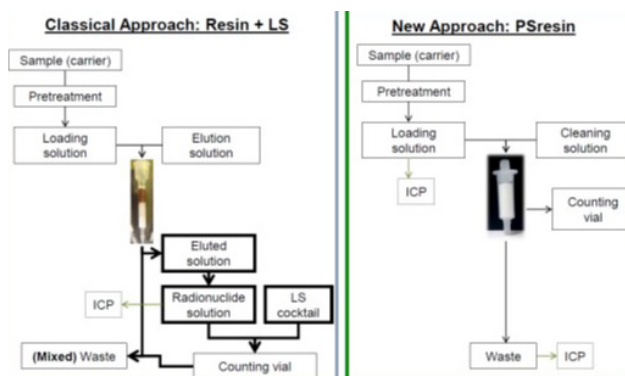 Classical Approach: Resin + LS
Sample (carrier)
Pretreatment
Loading
solution
Elution
solution
Eluted
solution
ICP
Radionuclide
solution
LS
cocktail
(Mixed) Waste
Counting vial
New Approach: PSresin
Sample (carrier)
Pretreatment
Loading
solution
Cleaning
solution
ICP
Counting
vial
Waste
ICP